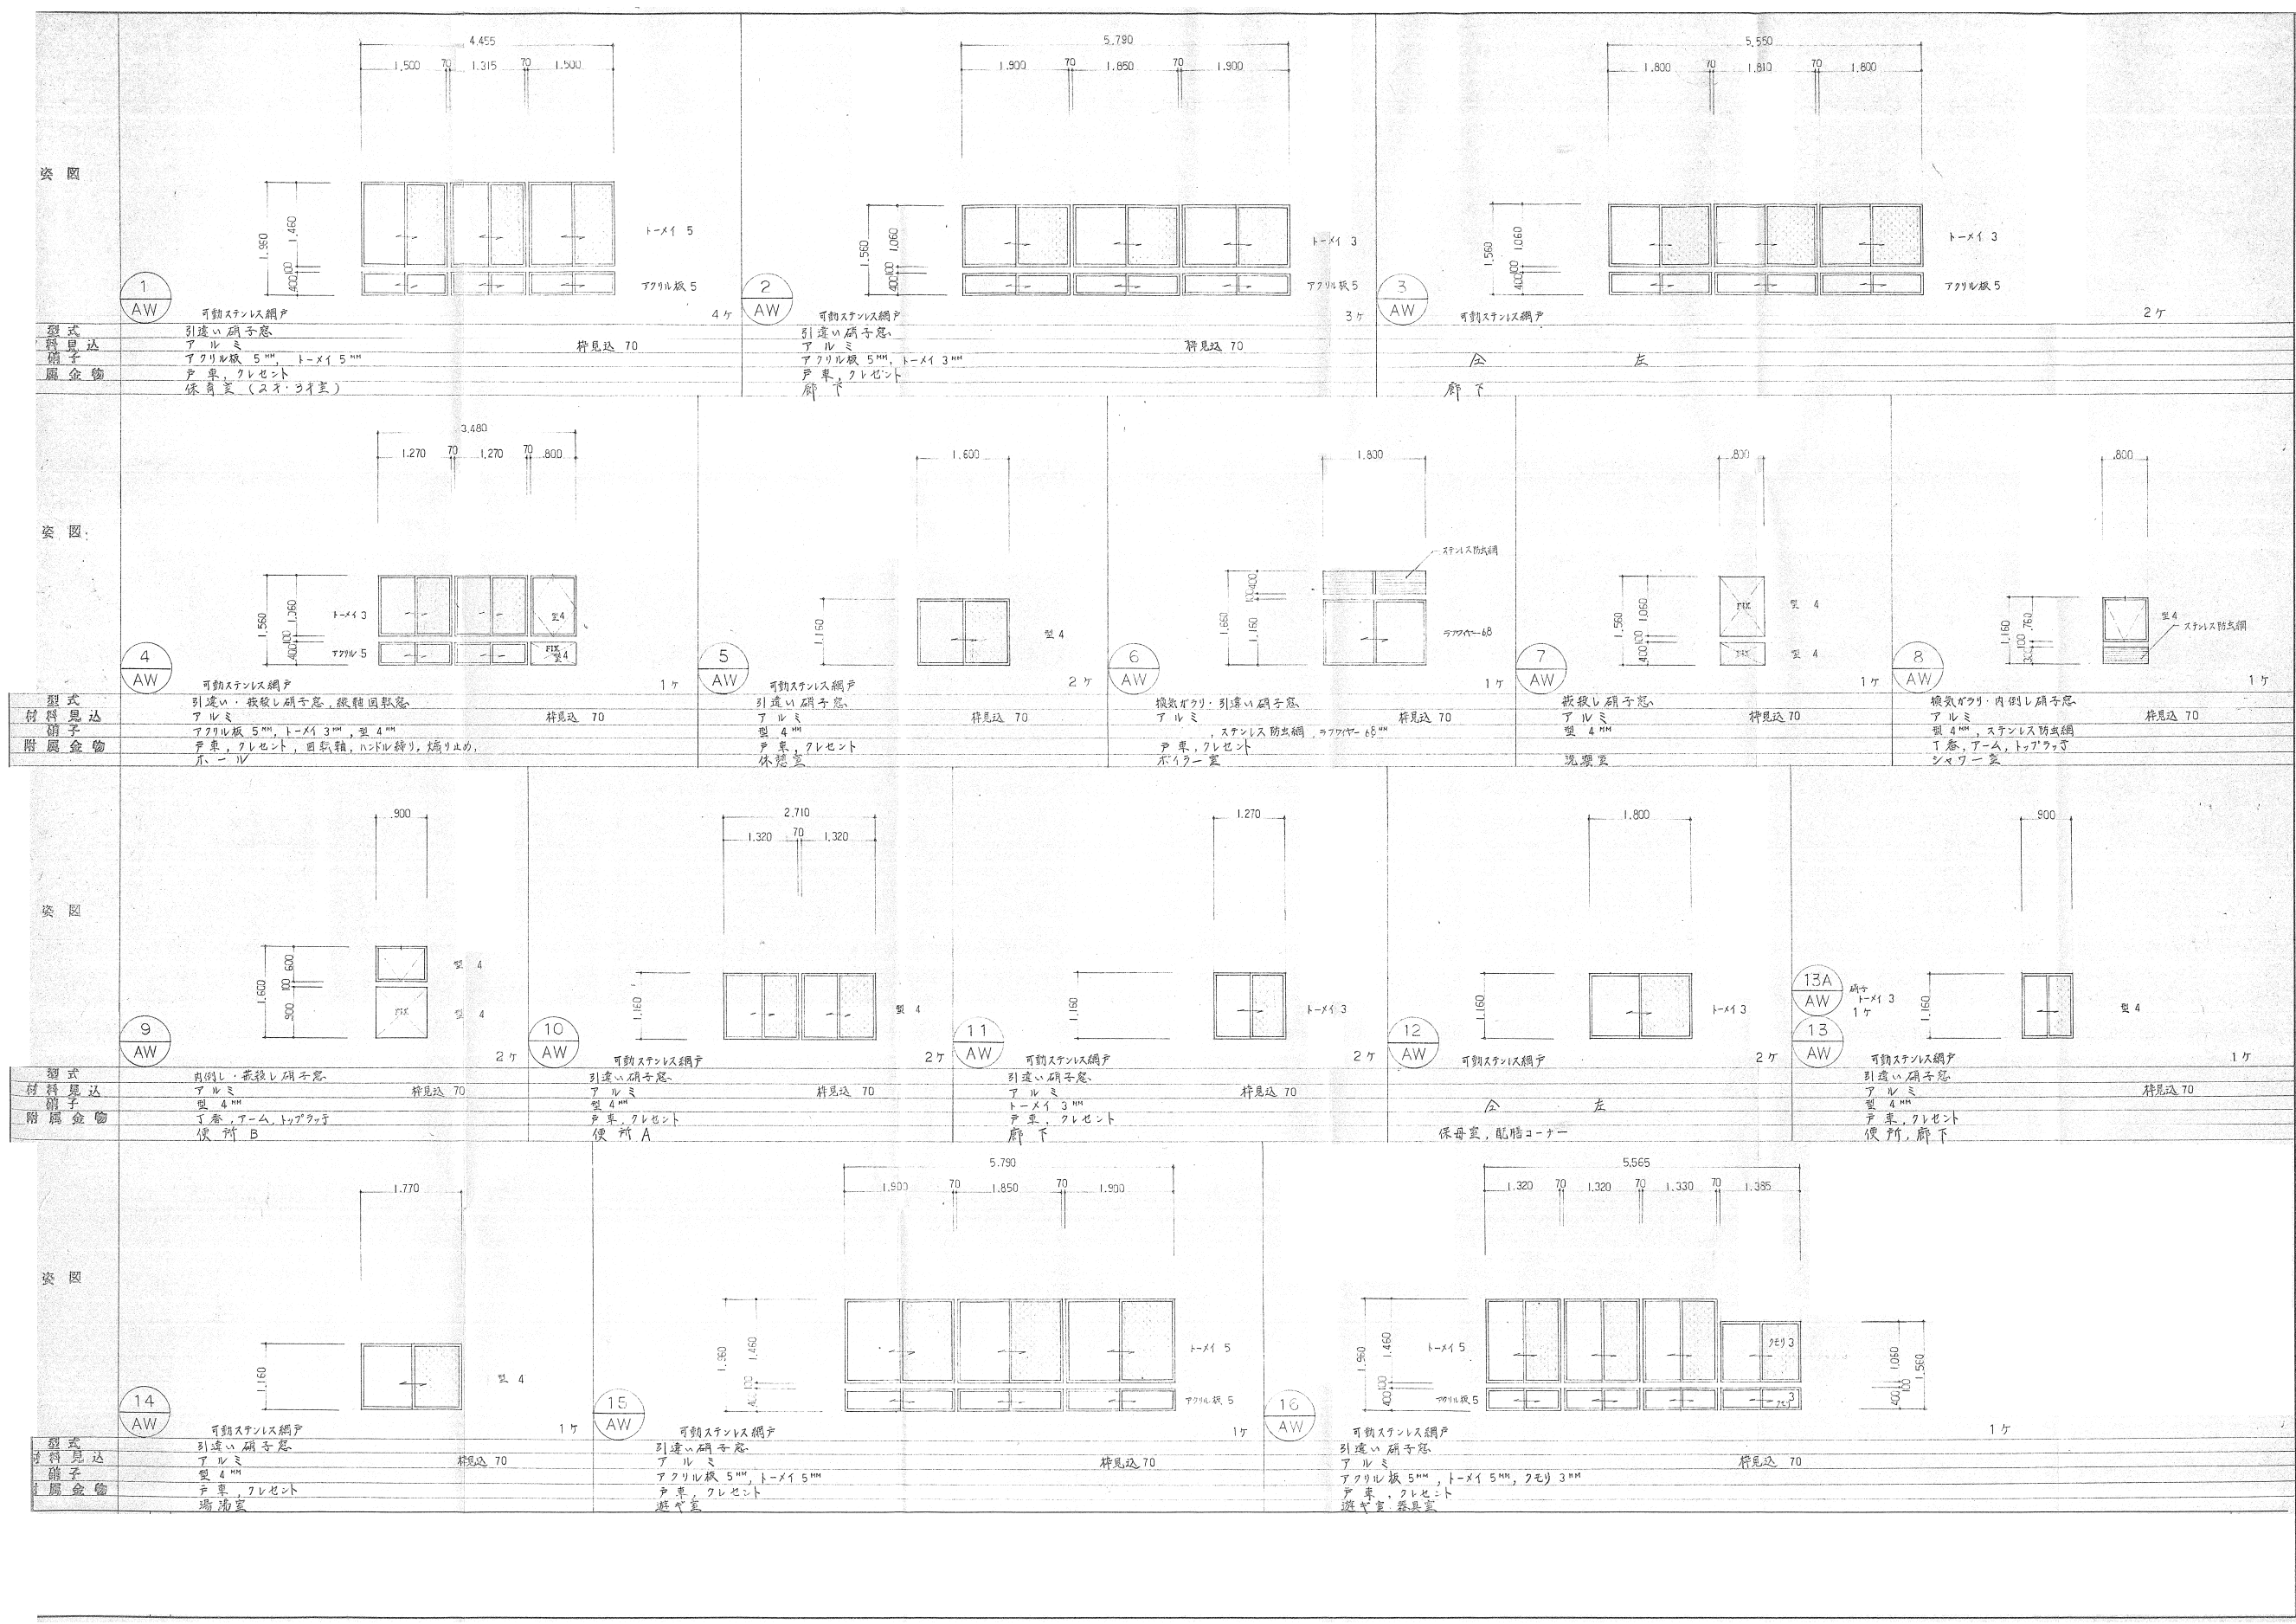 姿図
4.455
1,500 70 1.315 70 1,500
1,960
1,460
400 100
トーメイ 5
アクリル板 5
1
AW
可動ステンレス網戸 4ケ
型式 引違い硝子窓
料見込 アルミ 枠見込 70
硝子 アクリル板 5MM, トーメイ 5MM
属金物 戸車, クレセント
保育室 (2才・3才室)
5.790
1.900 70 1.850 70 1.900
1,560
1,060
400 100
トーメイ 3
アクリル板 5
2
AW
可動ステンレス網戸 3ケ
引違い硝子窓
アルミ 枠見込 70
アクリル板 5MM, トーメイ 3MM
戸車, クレセント
廊下
5,550
1.800 70 1,810 70 1,800
1,560
1,060
400 100
トーメイ 3
アクリル板 5
3
AW
可動ステンレス網戸 2ケ
仝 左
廊下
姿図
3,480
1.270 70 1,270 70 800
1,560
1,060
400 100
トーメイ 3
アクリル 5
型4
FIX
型4
4
AW
可動ステンレス網戸 1ケ
型式 引違い・嵌殺し硝子窓, 縦軸回転窓
材料見込 アルミ 枠見込 70
硝子 アクリル板 5MM, トーメイ 3MM, 型 4MM
附属金物 戸車, クレセント, 回転軸, ハンドル締り, 煽り止め,
ホール
1,600
1,160
型 4
5
AW
可動ステンレス網戸 2ケ
引違い硝子窓
アルミ 枠見込 70
型 4MM
戸車, クレセント
休憩室
1,800
ステンレス防虫網
1,660
100 400
1,160
ラフワヤー 6.8
6
AW
1ケ
換気ガラリ・引違い硝子窓
アルミ 枠見込 70
, ステンレス防虫網, ラフワイヤー 6.8MM
戸車, クレセント
ボイラー室
800
1,560
1,060
400 100
FIX
型 4
FIX
型 4
7
AW
1ケ
嵌殺し硝子窓
アルミ 枠見込 70
型 4MM
洗濯室
800
1,160
760
300 100
型4
ステンレス防虫網
8
AW
1ケ
換気ガラリ・内倒し硝子窓
アルミ 枠見込 70
型 4MM, ステンレス防虫網
丁番, アーム, トップラッチ
シャワー室
姿図
900
1,600
900 100 600
型 4
FIX
型 4
9
AW
2ケ
型式 内倒し・嵌殺し硝子窓
材料見込 アルミ 枠見込 70
硝子 型 4MM
附属金物 丁番, アーム, トップラッチ
便所 B
2,710
1,320 70 1,320
1,160
型 4
10
AW
可動ステンレス網戸 2ケ
引違い硝子窓
アルミ 枠見込 70
型 4MM
戸車, クレセント
便所 A
1.270
1,160
トーメイ 3
11
AW
可動ステンレス網戸 2ケ
引違い硝子窓
アルミ 枠見込 70
トーメイ 3MM
戸車, クレセント
廊下
1,800
1,160
トーメイ 3
12
AW
可動ステンレス網戸 2ケ
仝 左
保母室, 配膳コーナー
900
13A
AW
硝子
トーメイ 3
1ケ
1,160
型 4
13
AW
可動ステンレス網戸 1ケ
引違い硝子窓
アルミ 枠見込 70
型 4MM
戸車, クレセント
便所, 廊下
姿図
1.770
1,160
型 4
14
AW
可動ステンレス網戸 1ケ
型式 引違い硝子窓
料見込 アルミ 枠見込 70
硝子 型 4MM
属金物 戸車, クレセント
湯沸室
5.790
1,900 70 1.850 70 1,900
1,960
1,460
400 100
トーメイ 5
アクリル板 5
15
AW
可動ステンレス網戸 1ケ
引違い硝子窓
アルミ 枠見込 70
アクリル板 5MM, トーメイ 5MM
戸車, クレセント
遊ギ室
5,565
1,320 70 1,320 70 1,330 70 1,385
1,960
1,460
400 100
トーメイ 5
アクリル板 5
クモリ 3
1,060
1,560
400 100
16
AW
可動ステンレス網戸 1ケ
引違い硝子窓
アルミ 枠見込 70
アクリル板 5MM, トーメイ 5MM, クモリ 3MM
戸車, クレセント
遊ギ室 器具室